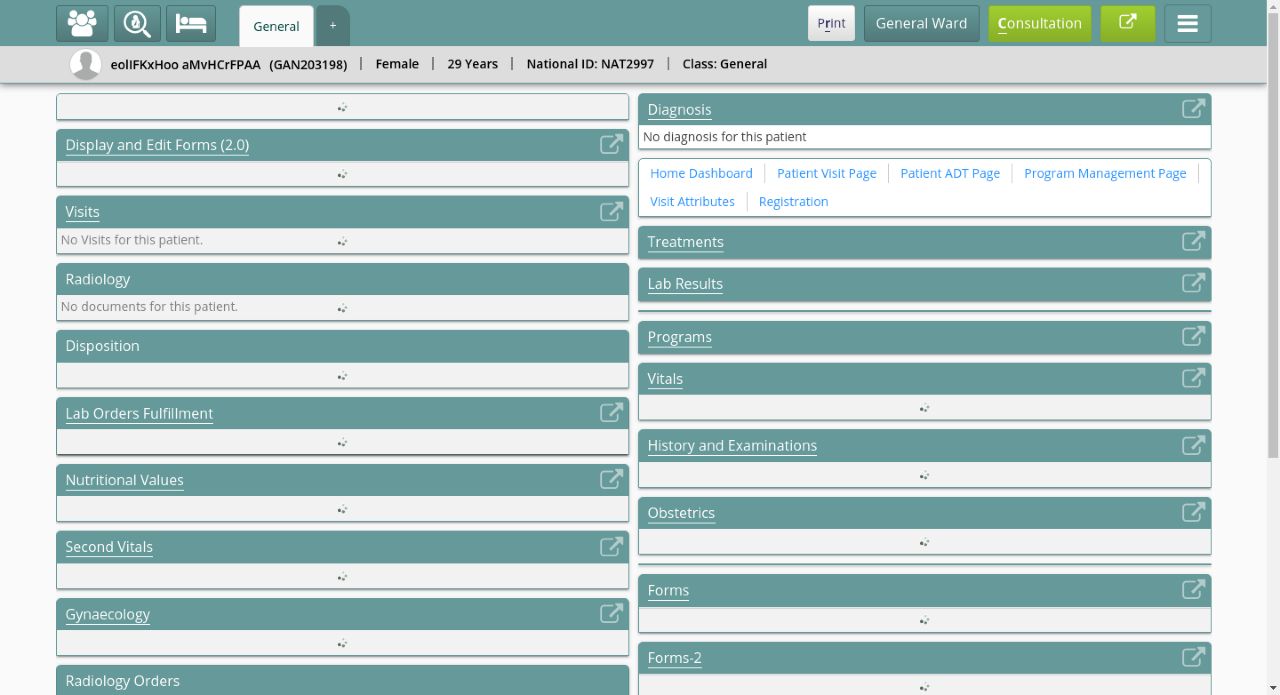 General
+
Print
General Ward
Consultation
eolIFKxHoo aMvHCrFPAA (GAN203198) | Female | 29 Years | National ID: NAT2997 | Class: General
Display and Edit Forms (2.0)
Visits
No Visits for this patient.
Radiology
No documents for this patient.
Disposition
Lab Orders Fulfillment
Nutritional Values
Second Vitals
Gynaecology
Radiology Orders
Diagnosis
No diagnosis for this patient
Home Dashboard | Patient Visit Page | Patient ADT Page | Program Management Page |
Visit Attributes | Registration
Treatments
Lab Results
Programs
Vitals
History and Examinations
Obstetrics
Forms
Forms-2